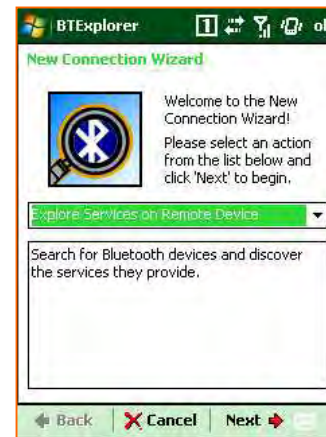 BTExplorer 1 ok
New Connection Wizard
Welcome to the New
Connection Wizard!
Please select an action
from the list below and
click 'Next' to begin.
Explore Services on Remote Device
Search for Bluetooth devices and discover
the services they provide.
Back Cancel Next